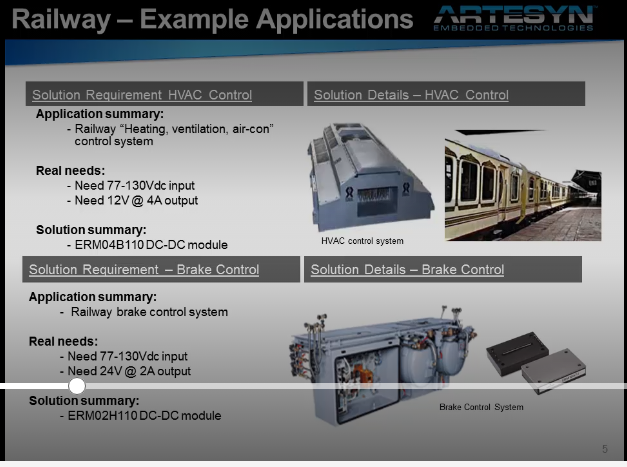 Railway – Example Applications
ARTESYN
EMBEDDED TECHNOLOGIES
Solution Requirement HVAC Control
Application summary:
- Railway “Heating, ventilation, air-con”
control system
Real needs:
- Need 77-130Vdc input
- Need 12V @ 4A output
Solution summary:
- ERM04B110 DC-DC module
Solution Details – HVAC Control
HVAC control system
Solution Requirement – Brake Control
Application summary:
- Railway brake control system
Real needs:
- Need 77-130Vdc input
- Need 24V @ 2A output
Solution summary:
- ERM02H110 DC-DC module
Solution Details – Brake Control
Brake Control System
5